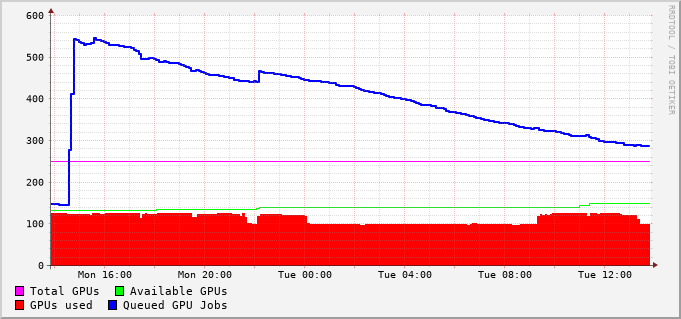 600
500
400
300
200
100
0
Mon 16:00 Mon 20:00 Tue 00:00 Tue 04:00 Tue 08:00 Tue 12:00
Total GPUs Available GPUs
GPUs used Queued GPU Jobs
RRDTOOL / TOBI OETIKER